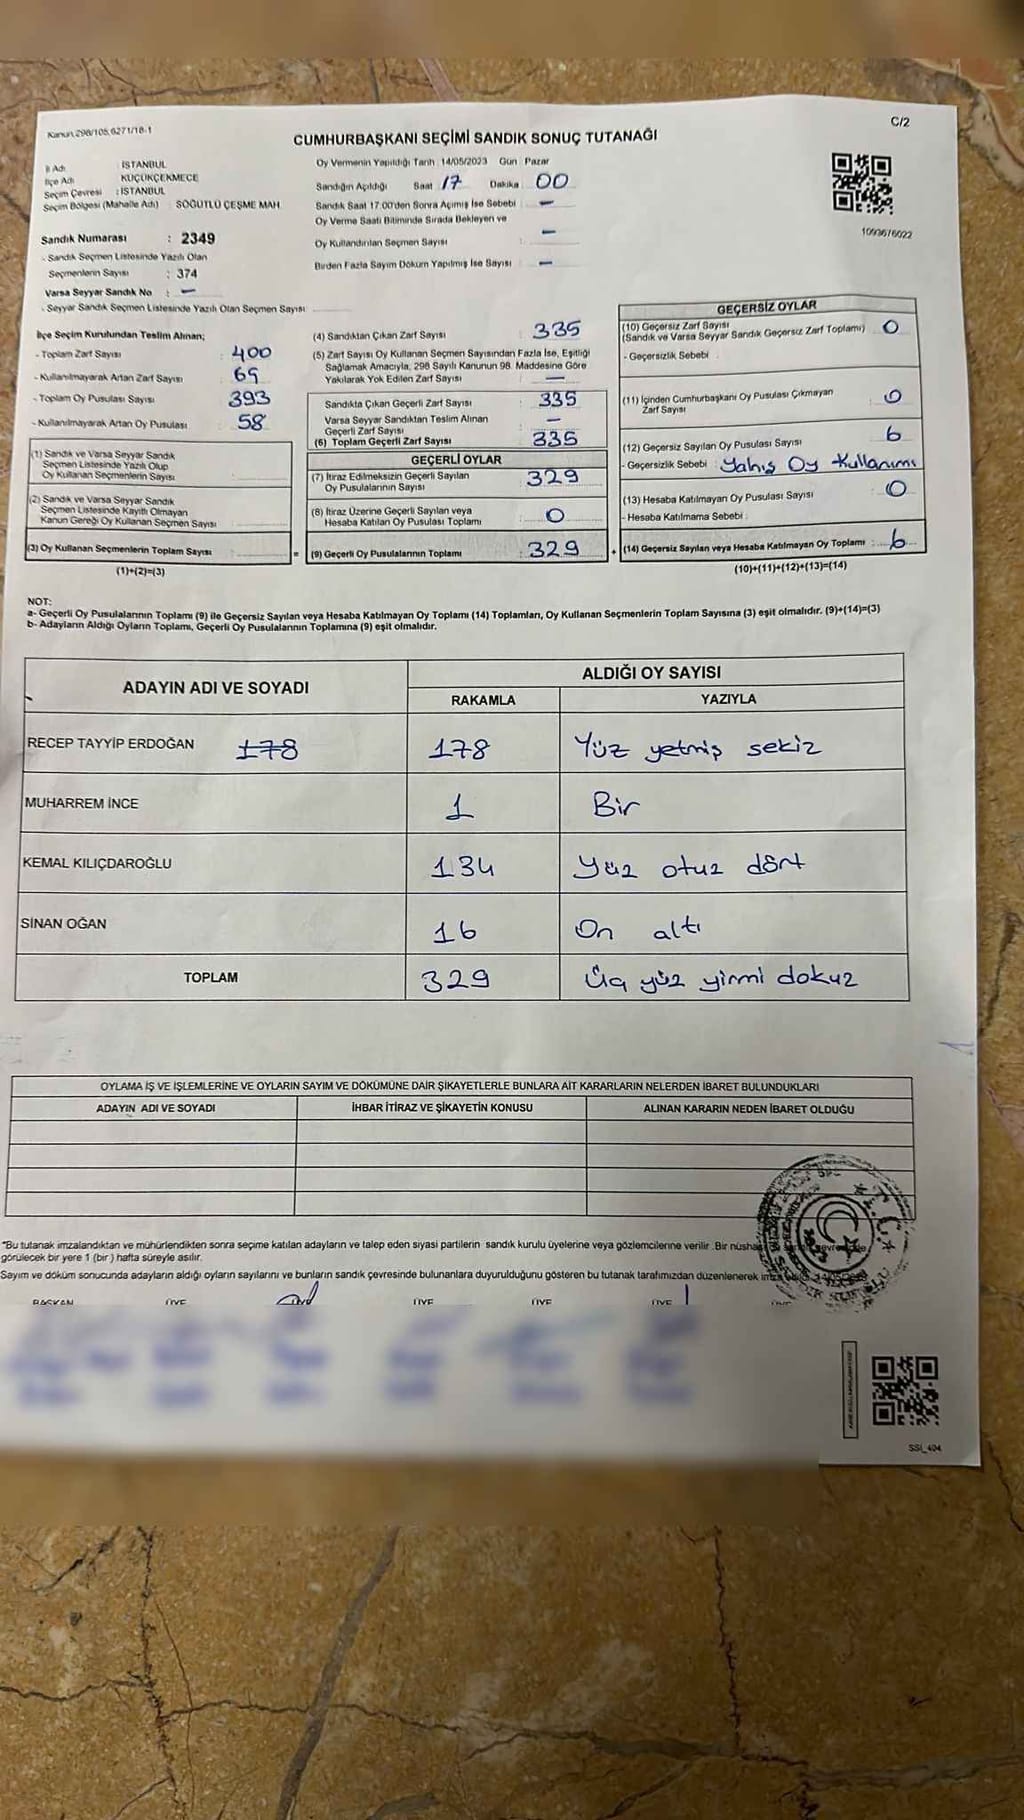 Kanun 298/105,6271/18-1
C/2
CUMHURBAŞKANI SEÇİMİ SANDIK SONUÇ TUTANAĞI
İl Adı : İSTANBUL
İlçe Adı : KÜÇÜKÇEKMECE
Seçim Çevresi : İSTANBUL
Seçim Bölgesi (Mahalle Adı) SÖĞÜTLÜ ÇEŞME MAH.
Sandık Numarası : 2349
- Sandık Seçmen Listesinde Yazılı Olan
Seçmenlerin Sayısı : 374
Varsa Seyyar Sandık No : -
- Seyyar Sandık Seçmen Listesinde Yazılı Olan Seçmen Sayısı
Oy Vermenin Yapıldığı Tarih 14/05/2023 Gün Pazar
Sandığın Açıldığı Saat 17 Dakika 00
Sandık Saat 17:00'den Sonra Açımış İse Sebebi : -
Oy Verme Saati Bitiminde Sırada Bekleyen ve
Oy Kullandırılan Seçmen Sayısı : -
Birden Fazla Sayım Döküm Yapılmış İse Sayısı : -
1093676022
İlçe Seçim Kurulundan Teslim Alınan;
- Toplam Zarf Sayısı : 400
- Kullanılmayarak Artan Zarf Sayısı : 69
- Toplam Oy Pusulası Sayısı : 393
- Kullanılmayarak Artan Oy Pusulası : 58
(1) Sandık ve Varsa Seyyar Sandık
Seçmen Listesinde Yazılı Olup
Oy Kullanan Seçmenlerin Sayısı
(2) Sandık ve Varsa Seyyar Sandık
Seçmen Listesinde Kayıtlı Olmayan
Kanun Gereği Oy Kullanan Seçmen Sayısı
(3) Oy Kullanan Seçmenlerin Toplam Sayısı :
(1)+(2)=(3)
(4) Sandıktan Çıkan Zarf Sayısı : 335
(5) Zarf Sayısı Oy Kullanan Seçmen Sayısından Fazla İse, Eşitliği
Sağlamak Amacıyla, 298 Sayılı Kanunun 98. Maddesine Göre
Yakılarak Yok Edilen Zarf Sayısı : -
Sandıkta Çıkan Geçerli Zarf Sayısı : 335
Varsa Seyyar Sandıktan Teslim Alınan
Geçerli Zarf Sayısı : -
(6) Toplam Geçerli Zarf Sayısı : 335
GEÇERLİ OYLAR
(7) İtiraz Edilmeksizin Geçerli Sayılan
Oy Pusulalarının Sayısı : 329
(8) İtiraz Üzerine Geçerli Sayılan veya
Hesaba Katılan Oy Pusulası Toplamı : 0
= (9) Geçerli Oy Pusulalarının Toplamı : 329
GEÇERSİZ OYLAR
(10) Geçersiz Zarf Sayısı
(Sandık ve Varsa Seyyar Sandık Geçersiz Zarf Toplamı) : 0
- Geçersizlik Sebebi :
(11) İçinden Cumhurbaşkanı Oy Pusulası Çıkmayan
Zarf Sayısı : 0
(12) Geçersiz Sayılan Oy Pusulası Sayısı : 6
- Geçersizlik Sebebi : Yalnış Oy Kullanımı
(13) Hesaba Katılmayan Oy Pusulası Sayısı : 0
- Hesaba Katılmama Sebebi :
+ (14) Geçersiz Sayılan veya Hesaba Katılmayan Oy Toplamı : 6
(10)+(11)+(12)+(13)=(14)
NOT:
a- Geçerli Oy Pusulalarının Toplamı (9) ile Geçersiz Sayılan veya Hesaba Katılmayan Oy Toplamı (14) Toplamları, Oy Kullanan Seçmenlerin Toplam Sayısına (3) eşit olmalıdır. (9)+(14)=(3)
b- Adayların Aldığı Oyların Toplamı, Geçerli Oy Pusulalarının Toplamına (9) eşit olmalıdır.
ADAYIN ADI VE SOYADI
ALDIĞI OY SAYISI
RAKAMLA YAZIYLA
RECEP TAYYİP ERDOĞAN 178 178 Yüz yetmiş sekiz
MUHARREM İNCE 1 Bir
KEMAL KILIÇDAROĞLU 134 Yüz otuz dört
SİNAN OĞAN 16 On altı
TOPLAM 329 Üç yüz yirmi dokuz
OYLAMA İŞ VE İŞLEMLERİNE VE OYLARIN SAYIM VE DÖKÜMÜNE DAİR ŞİKAYETLERLE BUNLARA AİT KARARLARIN NELERDEN İBARET BULUNDUKLARI
ADAYIN ADI VE SOYADI İHBAR İTİRAZ VE ŞİKAYETİN KONUSU ALINAN KARARIN NEDEN İBARET OLDUĞU
*Bu tutanak imzalandıktan ve mühürlendikten sonra seçime katılan adayların ve talep eden siyasi partilerin sandık kurulu üyelerine veya gözlemcilerine verilir. Bir
görülecek bir yere 1 (bir ) hafta süreyle asılır.
Sayım ve döküm sonucunda adayların aldığı oyların sayılarını ve bunların sandık çevresinde bulunanlara duyurulduğunu gösteren bu tutanak tarafımızdan düzenlenerek
BAŞKAN ÜYE ÜYE ÜYE ÜYE
SSI_404